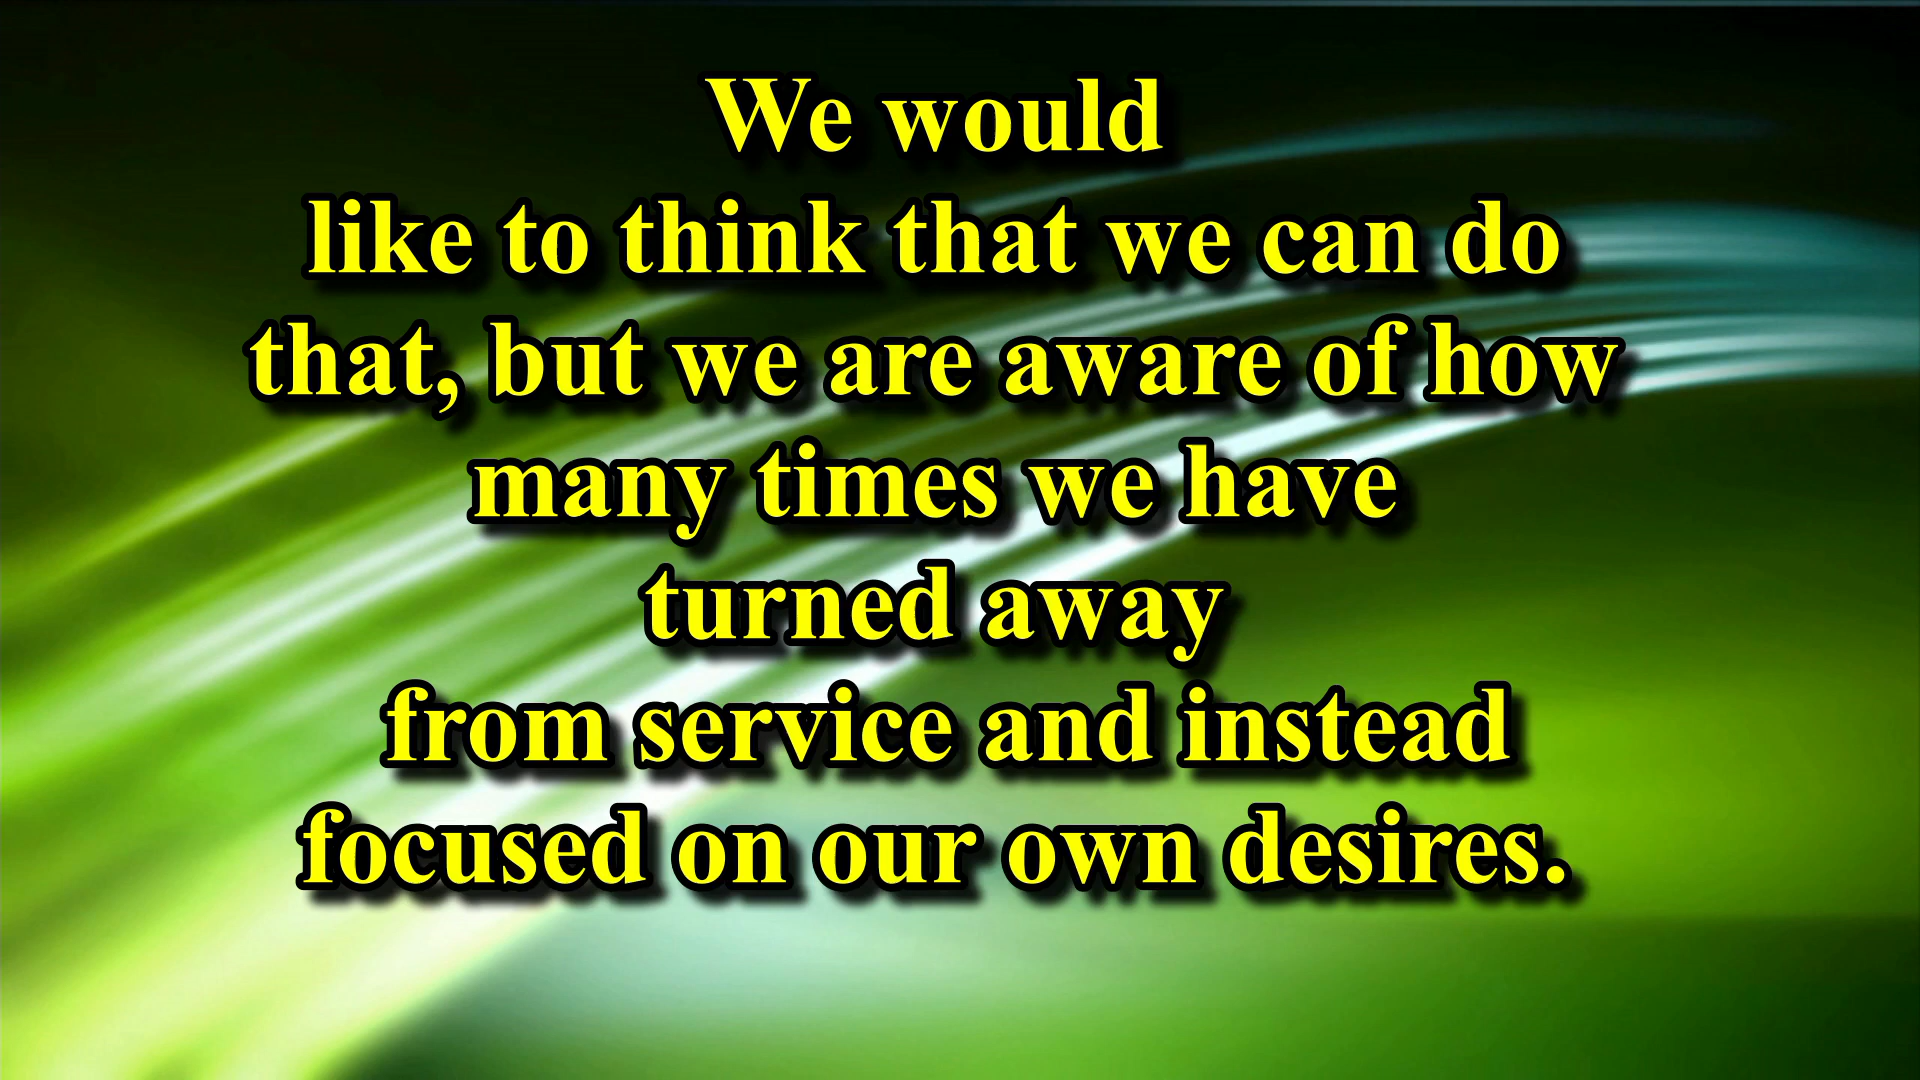 We would
like to think that we can do
that, but we are aware of how
many times we have
turned away
from service and instead
focused on our own desires.